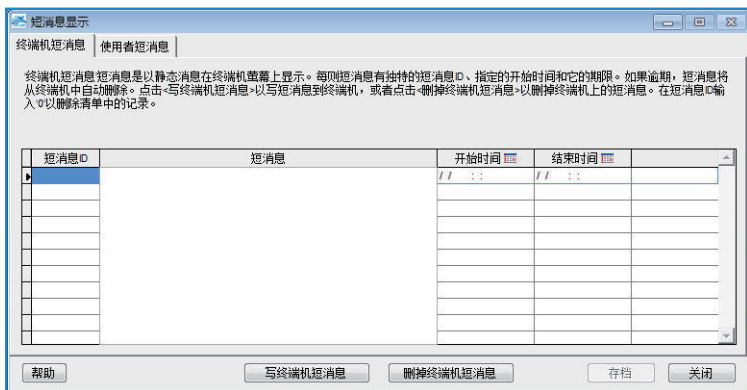 短消息显示
终端机短消息 使用者短消息
终端机短消息短消息是以静态消息在终端机萤幕上显示。每则短消息有独特的短消息ID、指定的开始时间和它的期限。如果逾期，短消息将
从终端机中自动删除。点击<写终端机短消息>以写短消息到终端机，或者点击<删掉终端机短消息>以删掉终端机上的短消息。在短消息ID输
入'0'以删除清单中的记录。
短消息ID 短消息 开始时间 结束时间
/ / : : / / : :
帮助 写终端机短消息 删掉终端机短消息 存档 关闭